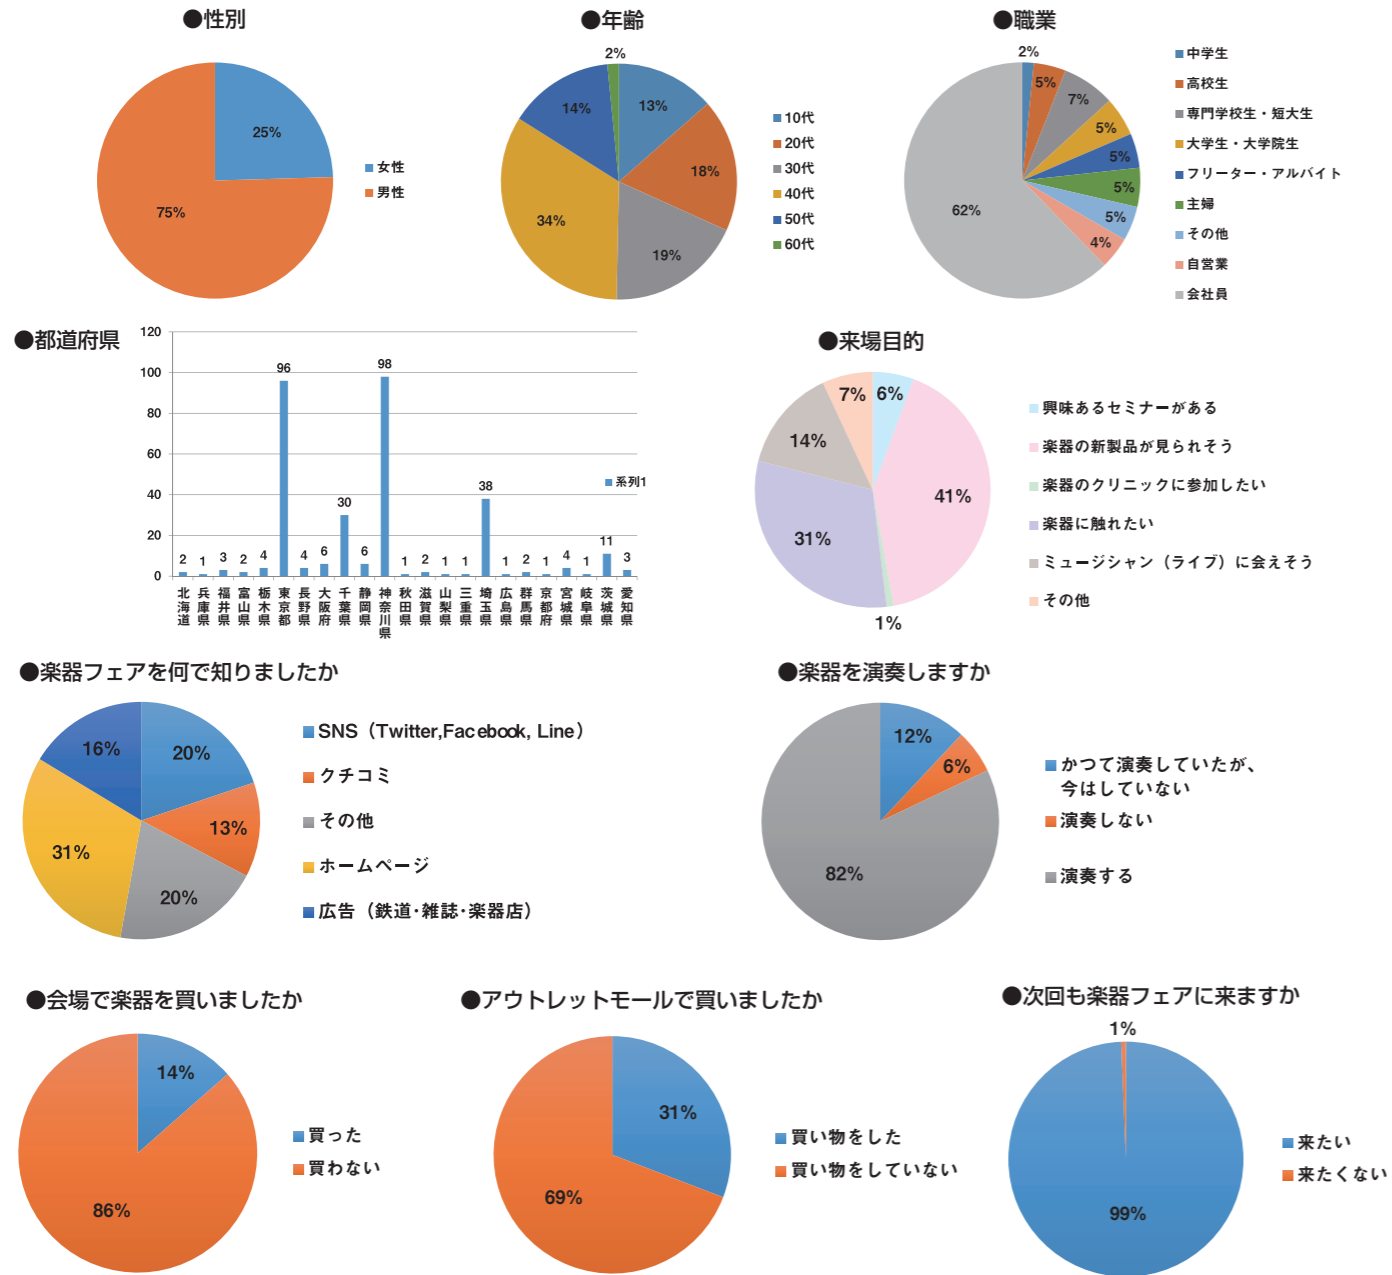 ●性別
25%
75%
女性
男性
●年齢
2%
13%
18%
19%
34%
14%
10代
20代
30代
40代
50代
60代
●職業
2%
5%
7%
5%
5%
5%
5%
4%
62%
中学生
高校生
専門学校生・短大生
大学生・大学院生
フリーター・アルバイト
主婦
その他
自営業
会社員
●都道府県
120
100
80
60
40
20
0
2 1 3 2 4 96 4 6 30 6 98 1 2 1 1 38 1 2 1 4 1 11 3
系列1
北海道 兵庫県 福井県 富山県 栃木県 東京都 長野県 大阪府 千葉県 静岡県 神奈川県 秋田県 滋賀県 山梨県 三重県 埼玉県 広島県 群馬県 京都府 宮城県 岐阜県 茨城県 愛知県
●来場目的
7%
6%
14%
41%
31%
1%
興味あるセミナーがある
楽器の新製品が見られそう
楽器のクリニックに参加したい
楽器に触れたい
ミュージシャン（ライブ）に会えそう
その他
●楽器フェアを何で知りましたか
16%
20%
13%
31%
20%
SNS（Twitter,Facebook, Line）
クチコミ
その他
ホームページ
広告（鉄道・雑誌・楽器店）
●楽器を演奏しますか
12%
6%
82%
かつて演奏していたが、
今はしていない
演奏しない
演奏する
●会場で楽器を買いましたか
14%
86%
買った
買わない
●アウトレットモールで買いましたか
31%
69%
買い物をした
買い物をしていない
●次回も楽器フェアに来ますか
1%
99%
来たい
来たくない